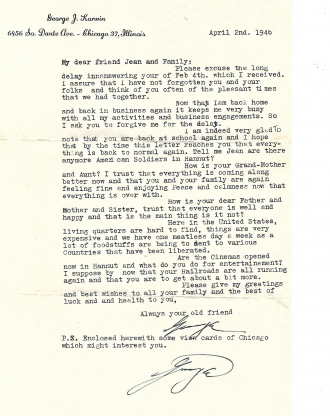 George J. Karwin
6456 So. Dante Ave. - Chicago 37, Illinois
April 2nd. 1946
My dear friend Jean and Family:
Please excuse the long
delay inanswering your of Feb 4th. which I received.
I assure that I have not forgotten you and your
folks and think of you often of the pleasant times
that we had together.
Now that Iam back home
and back in business again it keeps me very busy
with all my activities and business engagements. So
I ask you to forgive me for the delay.
I am indeed very glad to
note that you are back at school again and I hope
that by the time this letter reaches you that every-
thing is back to normal again. Tell me Jean are there
anymore American Soldiers in Hannut?
How is your Grand-Mother
and Aunt? I trust that everything is coming along
better now and that you and your family are again
feeling fine and enjoying Peace and calmness now that
everything is over with.
How is your dear Father and
Mother and Sister, trust that everyone is well and
happy and that is the main thing is it not?
Here in the United States,
living quarters are hard to find, things are very
expensive and we have one meatless day a week as a
lot of foodstuffs are being to sent to various
Countries that have been liberated.
Are the Cinemas opened
now in Hannut and what do you do for entertainment?
I suppose by now that your Railroads are all running
again and that you are to get about a bit more.
Please give my greetings
and best wishes to all your family and the best of
luck and and health to you,
Always your old friend
George
P.S. Enclosed herewith some view cards of Chicago
which might interest you.
George